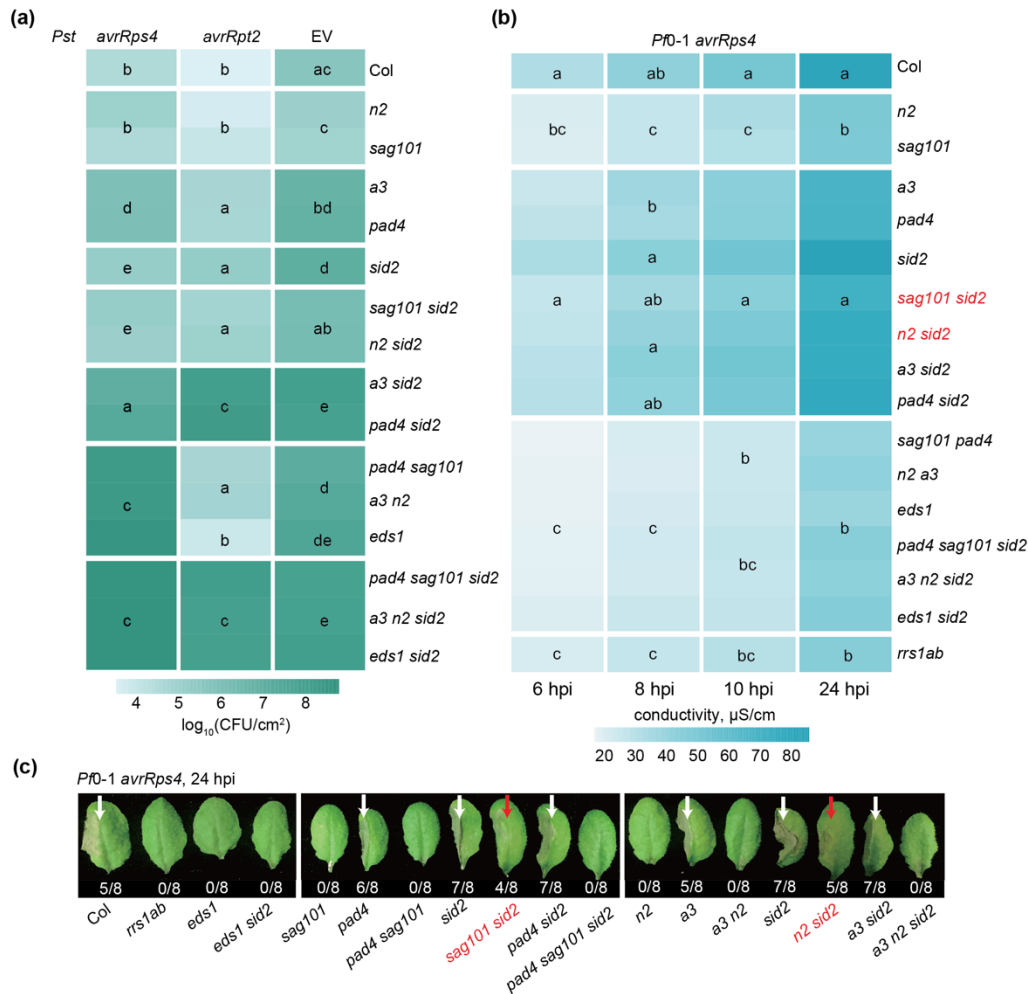 (a)
Pst avrRps4 avrRpt2 EV
b b ac Col
n2
b b c
sag101
a3
d a bd
pad4
e a d sid2
sag101 sid2
e a ab
n2 sid2
a3 sid2
a c e
pad4 sid2
pad4 sag101
a d
c a3 n2
b de eds1
pad4 sag101 sid2
c c e a3 n2 sid2
eds1 sid2
4 5 6 7 8
log10(CFU/cm2)
(b)
Pf0-1 avrRps4
a ab a a Col
n2
bc c c b
sag101
a3
b
pad4
a sid2
a ab a a sag101 sid2
n2 sid2
a
a3 sid2
ab pad4 sid2
sag101 pad4
b
n2 a3
eds1
c c b
pad4 sag101 sid2
bc
a3 n2 sid2
eds1 sid2
c c bc b rrs1ab
6 hpi 8 hpi 10 hpi 24 hpi
conductivity, µS/cm
20 30 40 50 60 70 80
(c)
Pf0-1 avrRps4, 24 hpi
5/8 0/8 0/8 0/8 0/8 6/8 0/8 7/8 4/8 7/8 0/8 0/8 5/8 0/8 7/8 5/8 7/8 0/8
Col
rrs1ab
eds1
eds1 sid2
sag101
pad4
pad4 sag101
sid2
sag101 sid2
pad4 sid2
pad4 sag101 sid2
n2
a3
a3 n2
sid2
n2 sid2
a3 sid2
a3 n2 sid2